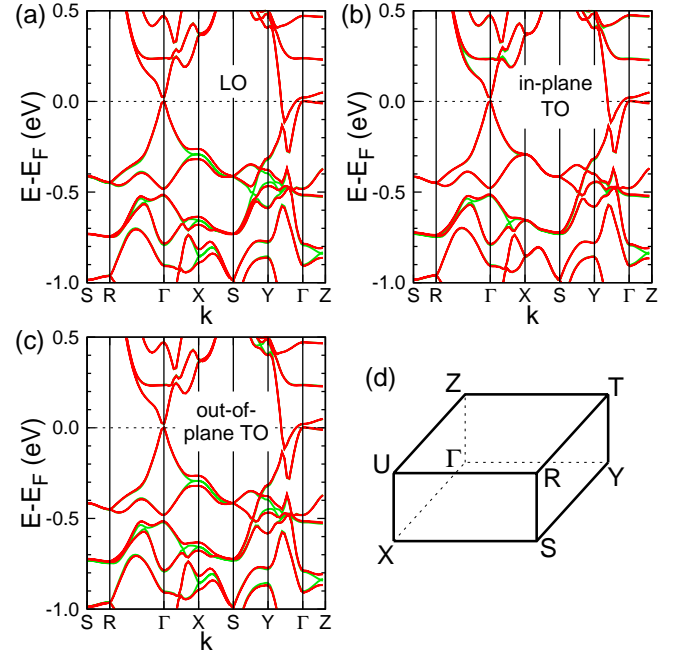 (a)
0.5
0.0
-0.5
-1.0
E-E_F (eV)
LO
S R Γ X S Y Γ Z
k
(b)
0.5
0.0
-0.5
-1.0
E-E_F (eV)
in-plane
TO
S R Γ X S Y Γ Z
k
(c)
0.5
0.0
-0.5
-1.0
E-E_F (eV)
out-of-
plane TO
S R Γ X S Y Γ Z
k
(d)
Z T
U Γ R Y
X S